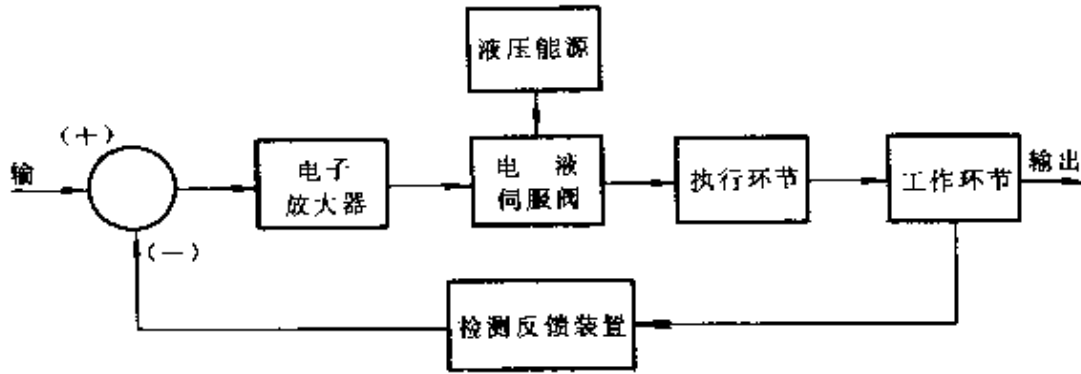 液压能源
(+)
输
电子
放大器
电 液
伺服阀
执行环节
工作环节
输出
(—)
检测反馈装置